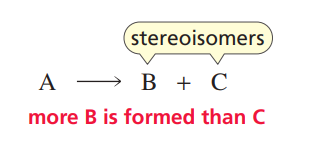 stereoisomers
A ⟶ B + C
more B is formed than C